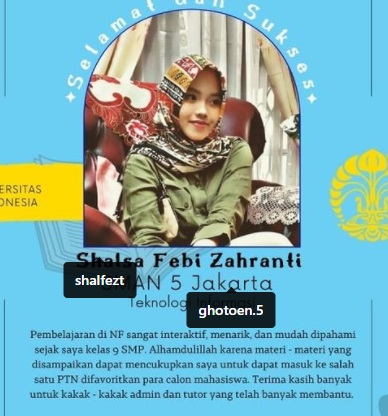 Selamat dan Sukses
ERSITAS
ONESIA
Shalsa Febi Zahranti
SMAN 5 Jakarta
shalfezt
Teknologi Informasi
ghotoen.5
Pembelajaran di NF sangat interaktif, menarik, dan mudah dipahami
sejak saya kelas 9 SMP. Alhamdulillah karena materi - materi yang
disampaikan dapat mencukupkan saya untuk dapat masuk ke salah
satu PTN difavoritkan para calon mahasiswa. Terima kasih banyak
untuk kakak - kakak admin dan tutor yang telah banyak membantu.